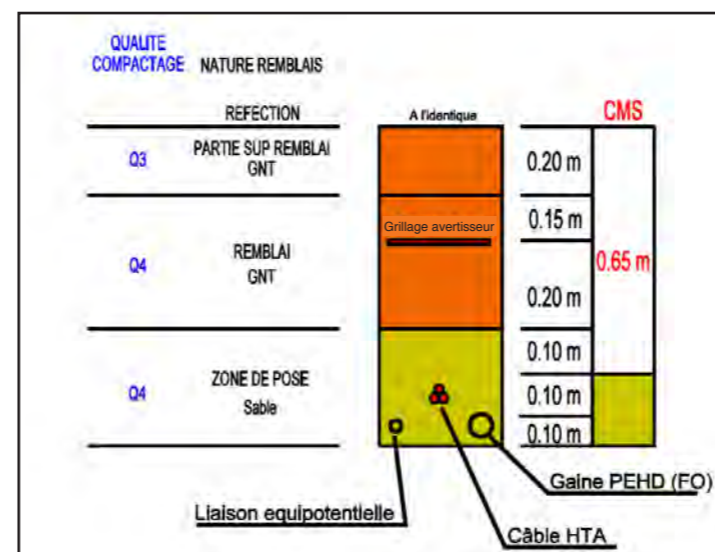 QUALITE
COMPACTAGE NATURE REMBLAIS
REFECTION A l'identique CMS
Q3 PARTIE SUP REMBLAI
GNT
0.20 m
0.15 m
Grillage avertisseur
Q4 REMBLAI
GNT
0.65 m
0.20 m
0.10 m
Q4 ZONE DE POSE
Sable
0.10 m
0.10 m
Gaine PEHD (FO)
Liaison equipotentielle
Câble HTA